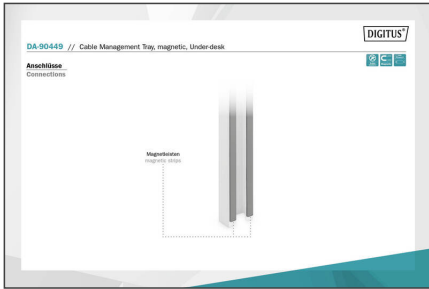 DIGITUS®
DA-90449 // Cable Management Tray, magnetic, Under-desk
Anschlüsse
Connections
Magnetleisten
magnetic strips